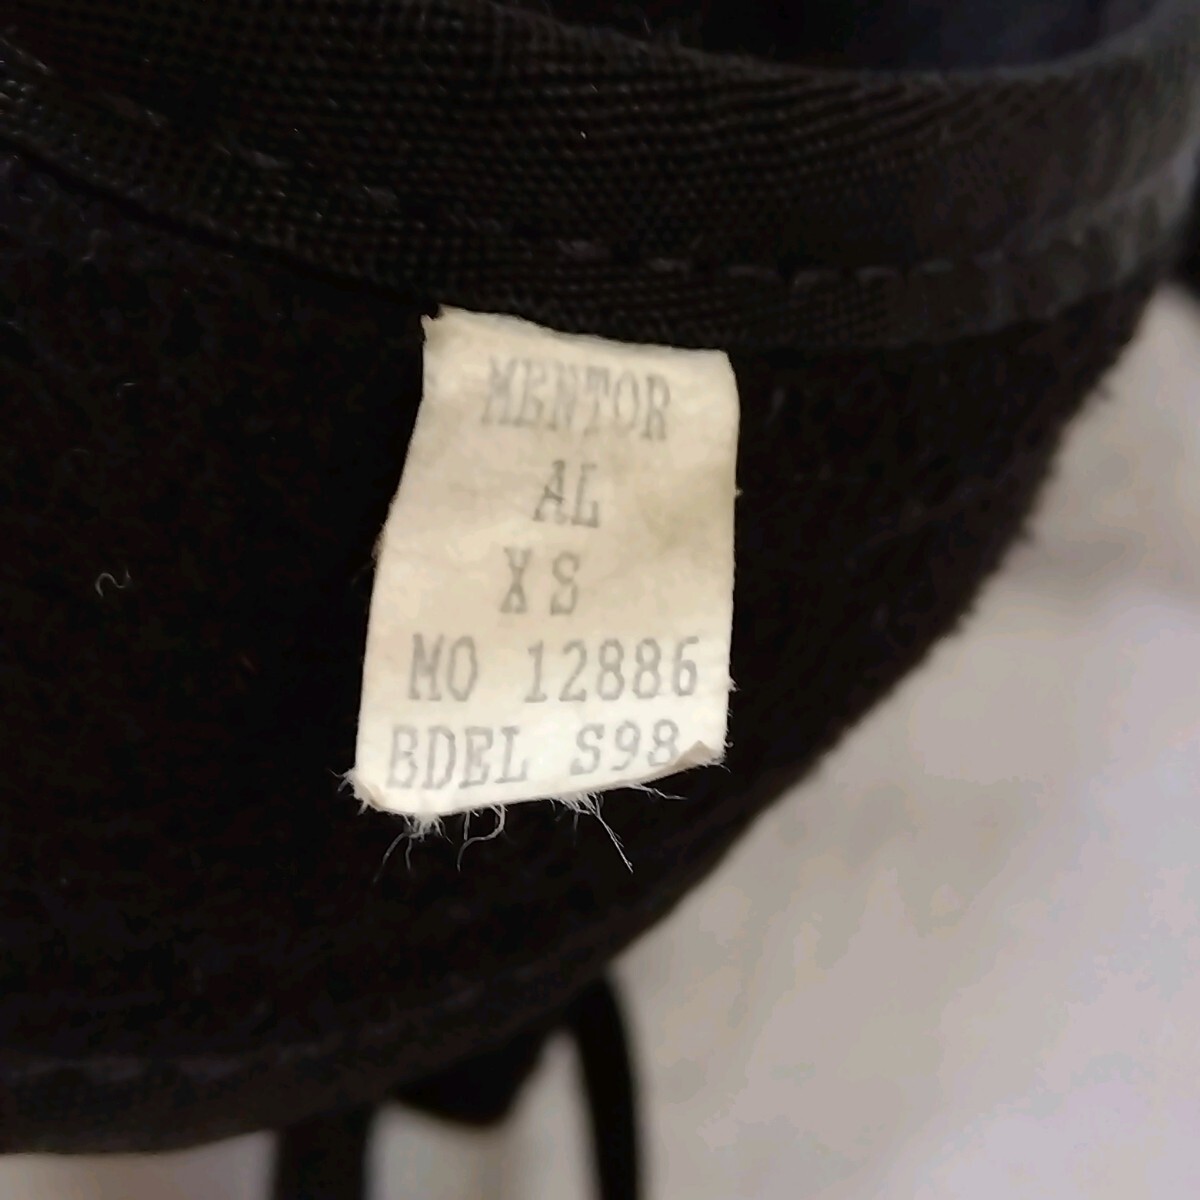 MENTOR
AL
XS
MO 12886
BDEL S98